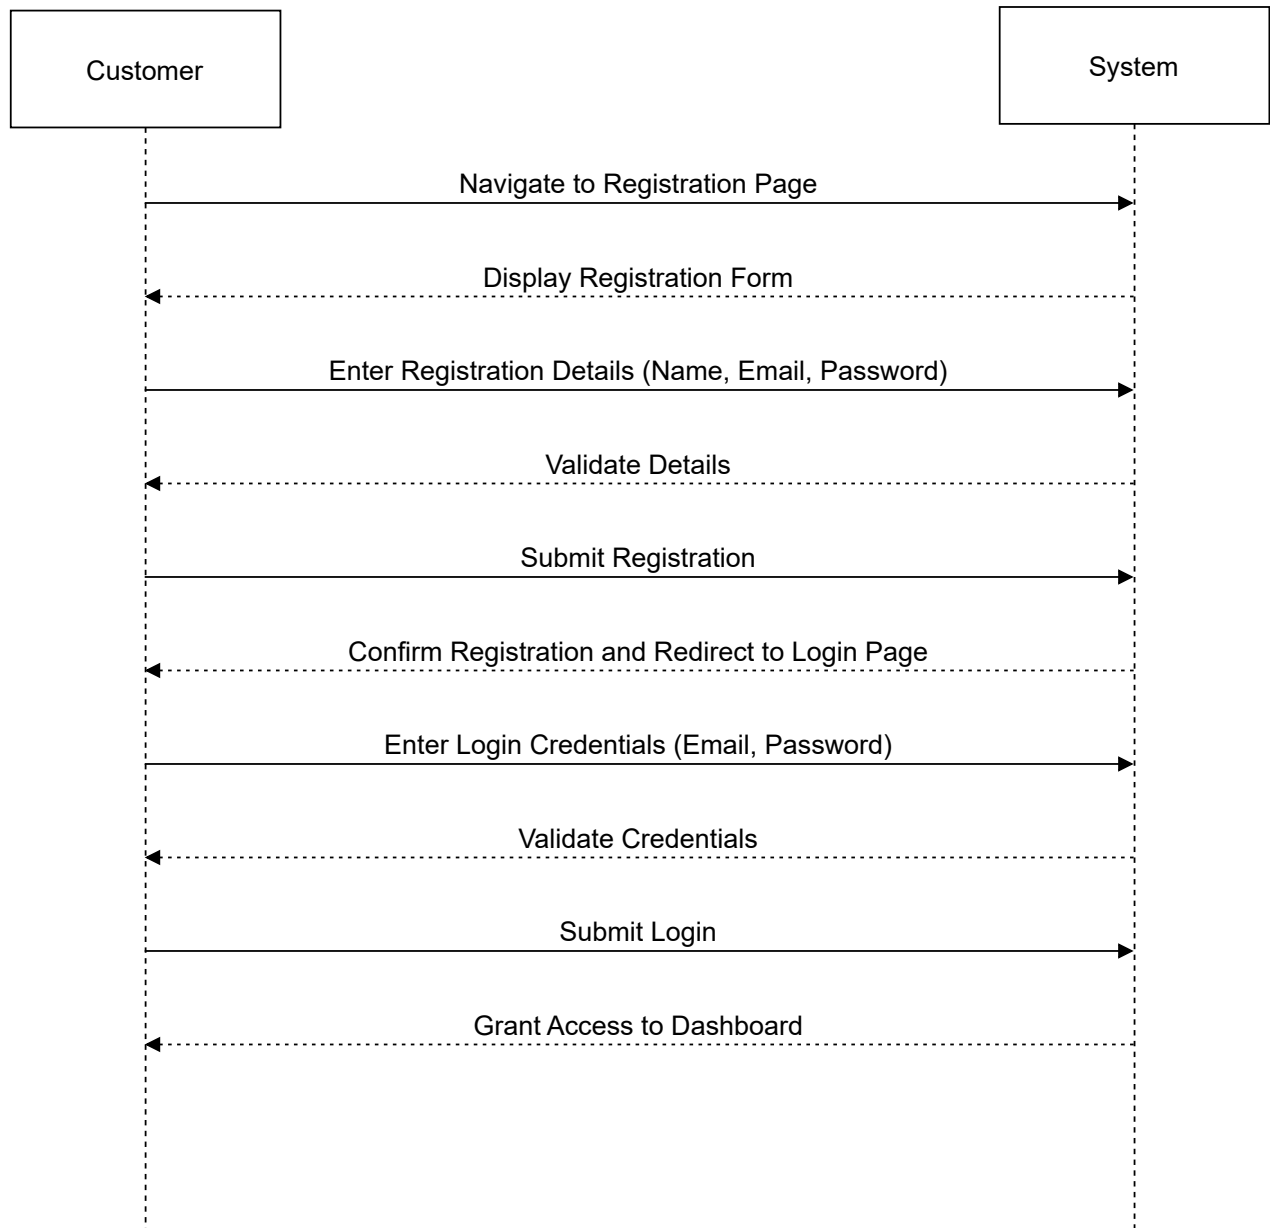 Customer
System
Navigate to Registration Page
Display Registration Form
Enter Registration Details (Name, Email, Password)
Validate Details
Submit Registration
Confirm Registration and Redirect to Login Page
Enter Login Credentials (Email, Password)
Validate Credentials
Submit Login
Grant Access to Dashboard